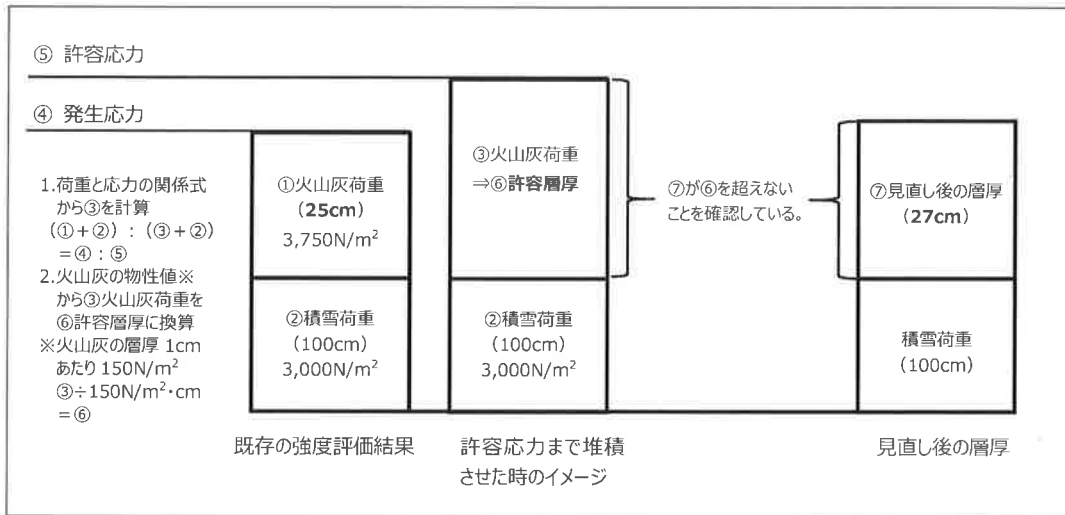 ⑤ 許容応力
④ 発生応力
1.荷重と応力の関係式
から③を計算
(①+②):(③+②)
=④:⑤
2.火山灰の物性値※
から③火山灰荷重を
⑥許容層厚に換算
※火山灰の層厚 1cm
あたり 150N/m²
③÷150N/m²・cm
=⑥
①火山灰荷重
(25cm)
3,750N/m²
②積雪荷重
(100cm)
3,000N/m²
既存の強度評価結果
③火山灰荷重
⇒⑥許容層厚
②積雪荷重
(100cm)
3,000N/m²
許容応力まで堆積
させた時のイメージ
⑦が⑥を超えない
ことを確認している。
⑦見直し後の層厚
(27cm)
積雪荷重
(100cm)
見直し後の層厚